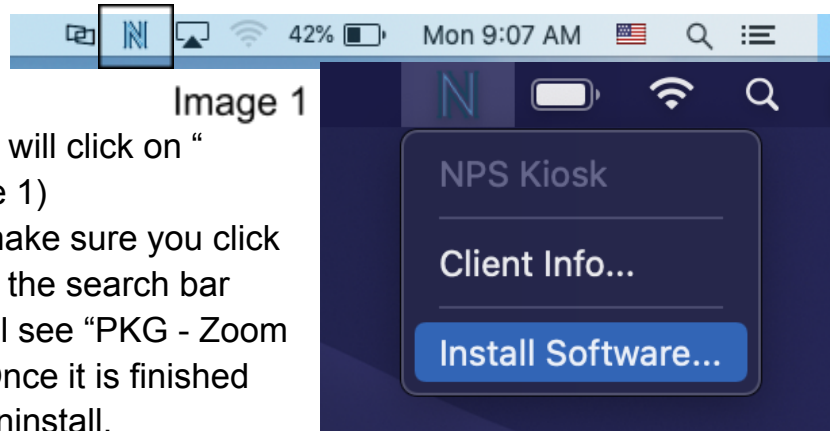 N 42% Mon 9:07 AM
Image 1
N
will click on “
e 1)
make sure you click
the search bar
l see “PKG - Zoom
Once it is finished
ninstall.
NPS Kiosk
Client Info...
Install Software...